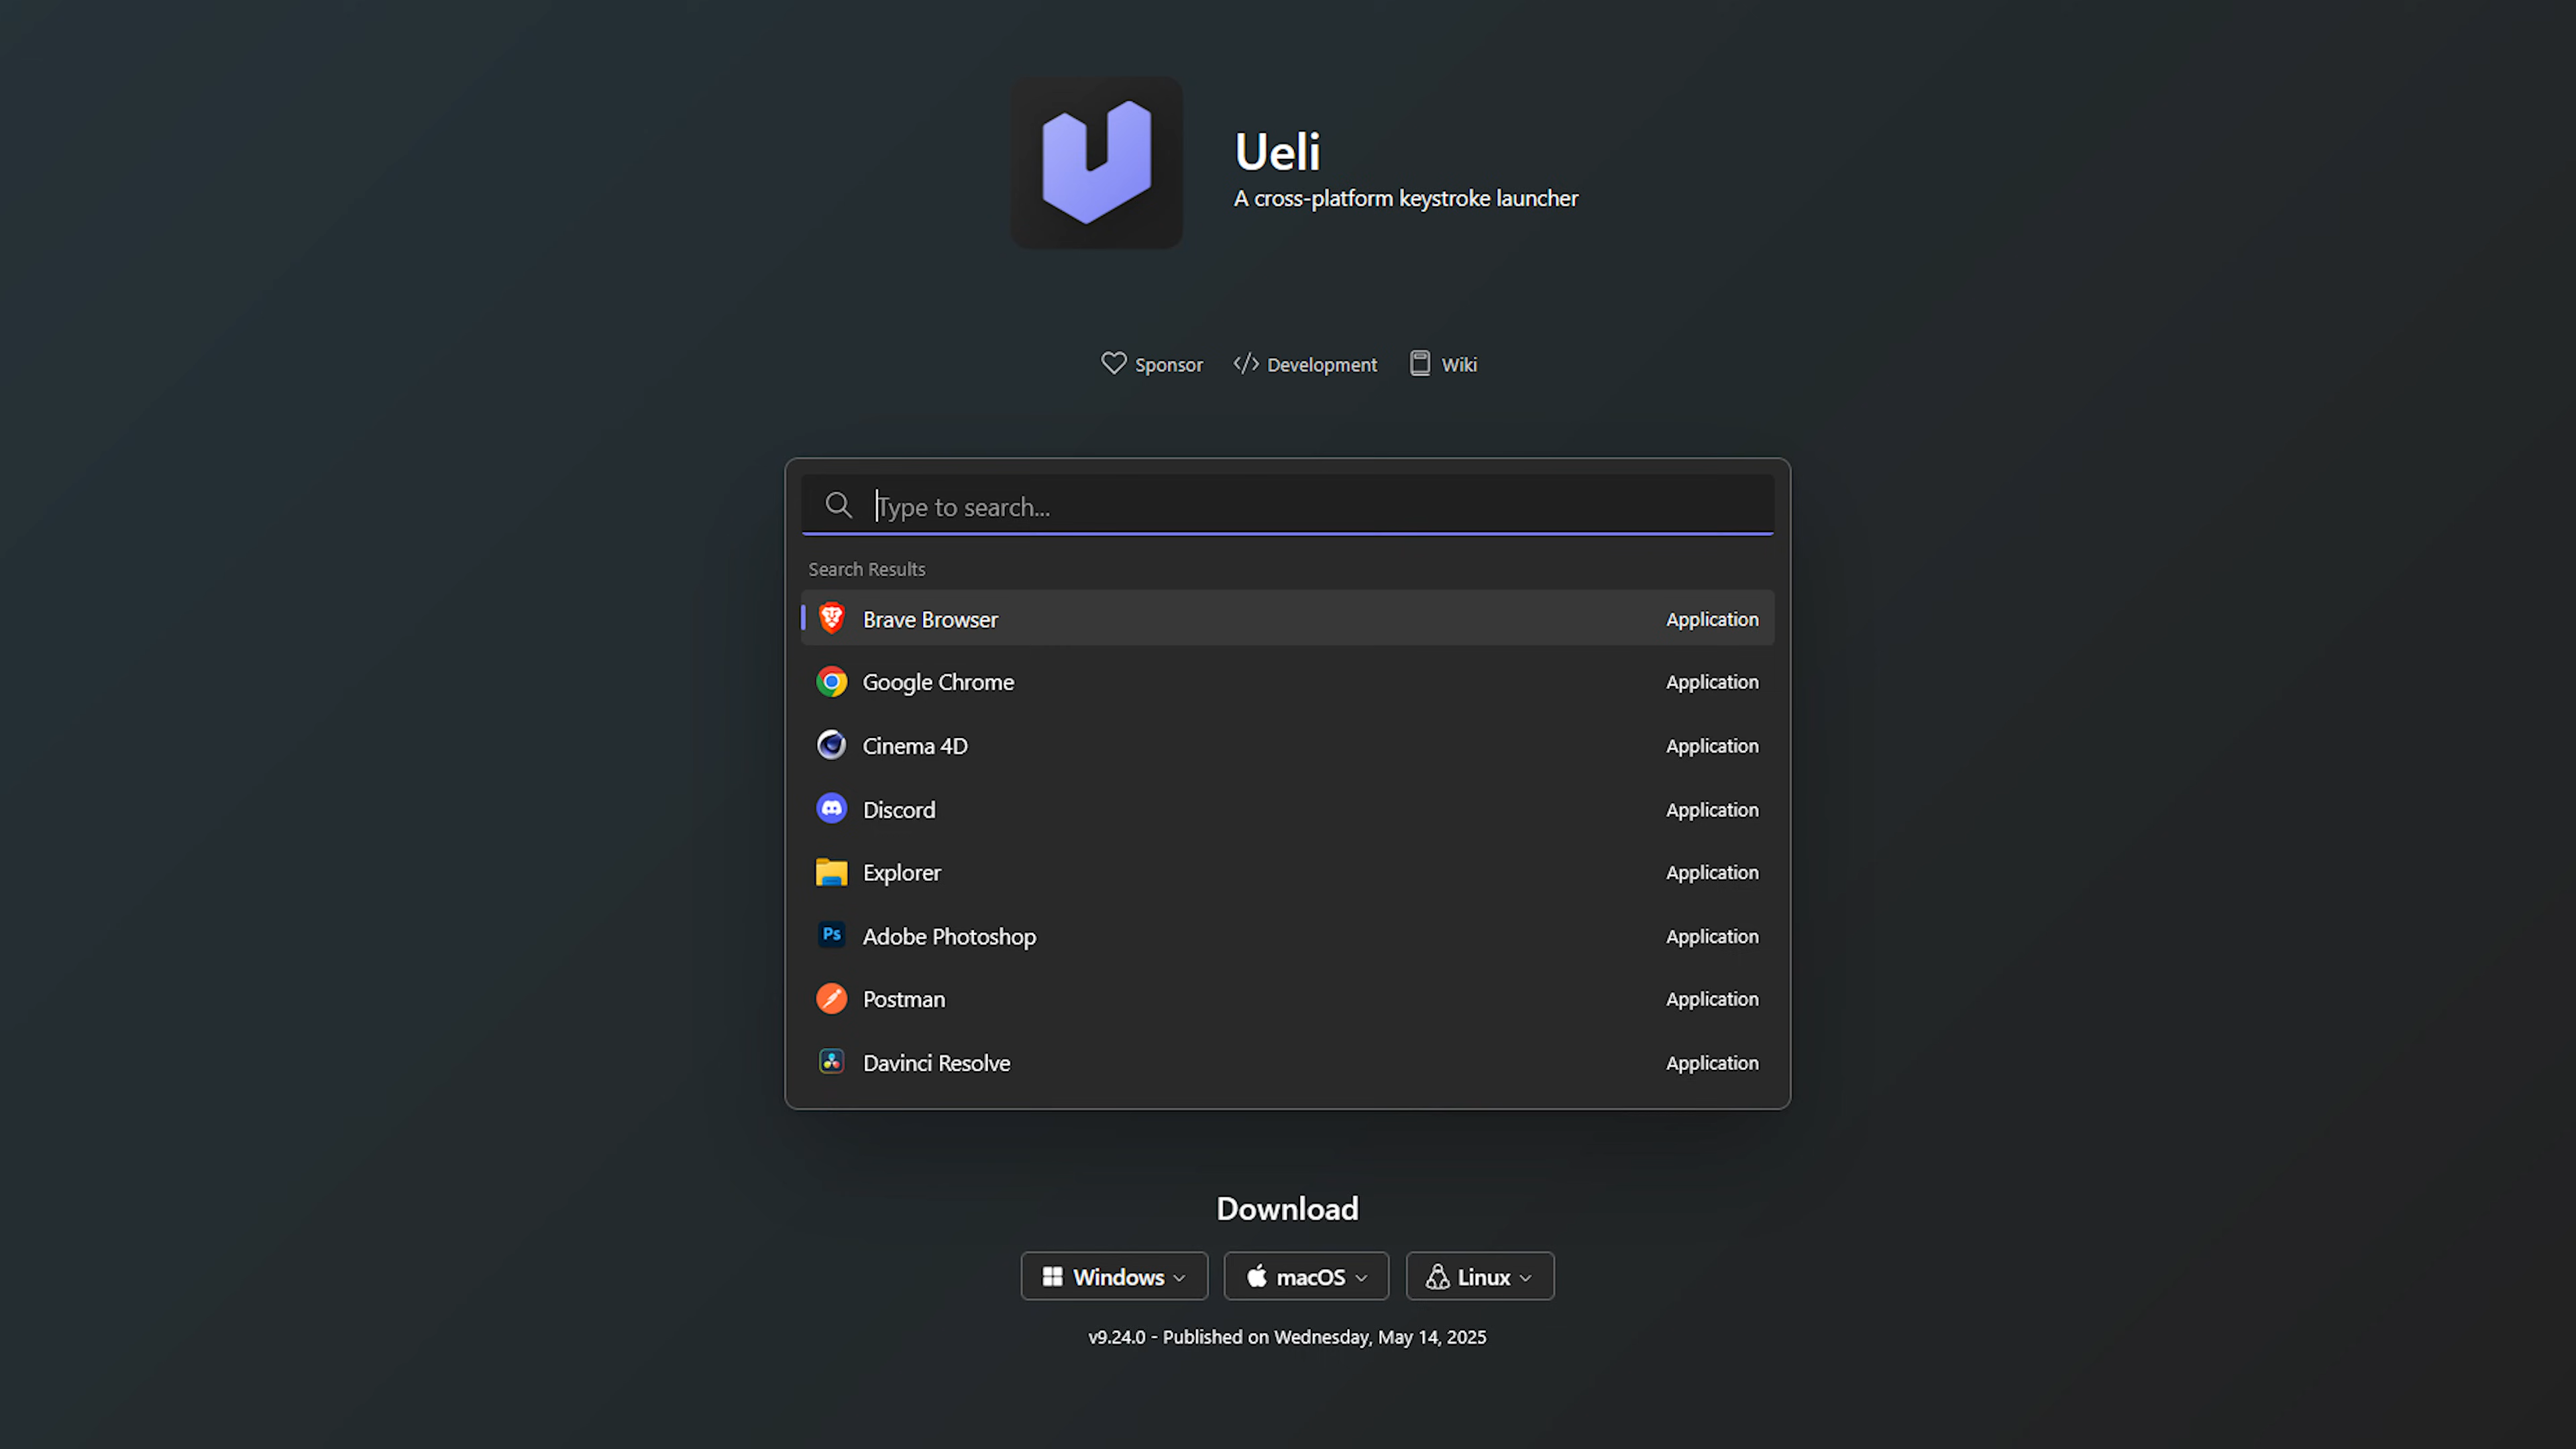 Ueli
A cross-platform keystroke launcher
Sponsor Development Wiki
Type to search...
Search Results
Brave Browser Application
Google Chrome Application
Cinema 4D Application
Discord Application
Explorer Application
Ps Adobe Photoshop Application
Postman Application
Davinci Resolve Application
Download
Windows macOS Linux
v9.24.0 - Published on Wednesday, May 14, 2025